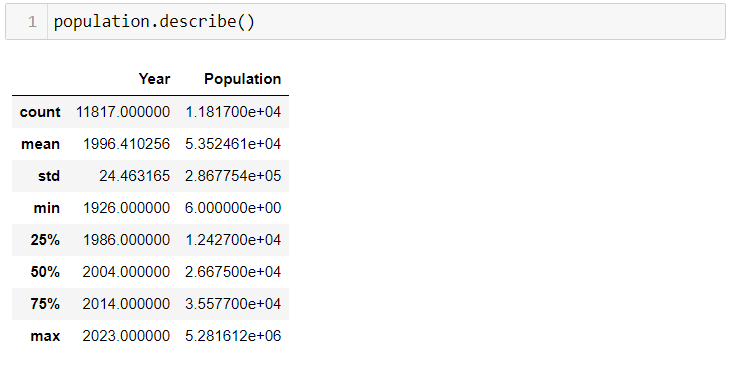 1 population.describe()
Year Population
count 11817.000000 1.181700e+04
mean 1996.410256 5.352461e+04
std 24.463165 2.867754e+05
min 1926.000000 6.000000e+00
25% 1986.000000 1.242700e+04
50% 2004.000000 2.667500e+04
75% 2014.000000 3.557700e+04
max 2023.000000 5.281612e+06